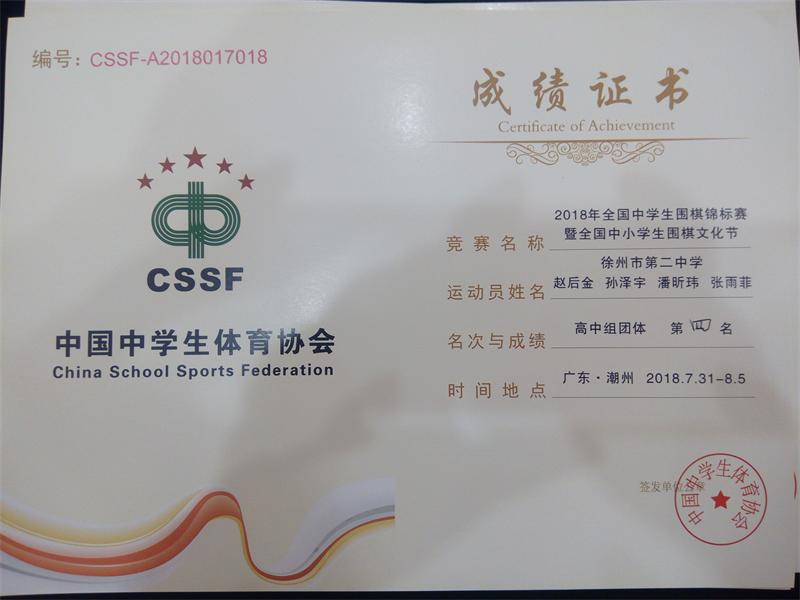 编号：CSSF-A2018017018
CSSF
中国中学生体育协会
China School Sports Federation
成绩证书
Certificate of Achievement
竞赛名称 2018年全国中学生围棋锦标赛
暨全国中小学生围棋文化节
运动员姓名 徐州市第二中学
赵后金 孙泽宇 潘昕玮 张雨菲
名次与成绩 高中组团体 第四名
时间地点 广东·潮州 2018.7.31-8.5
签发单位公章
中国中学生体育协会